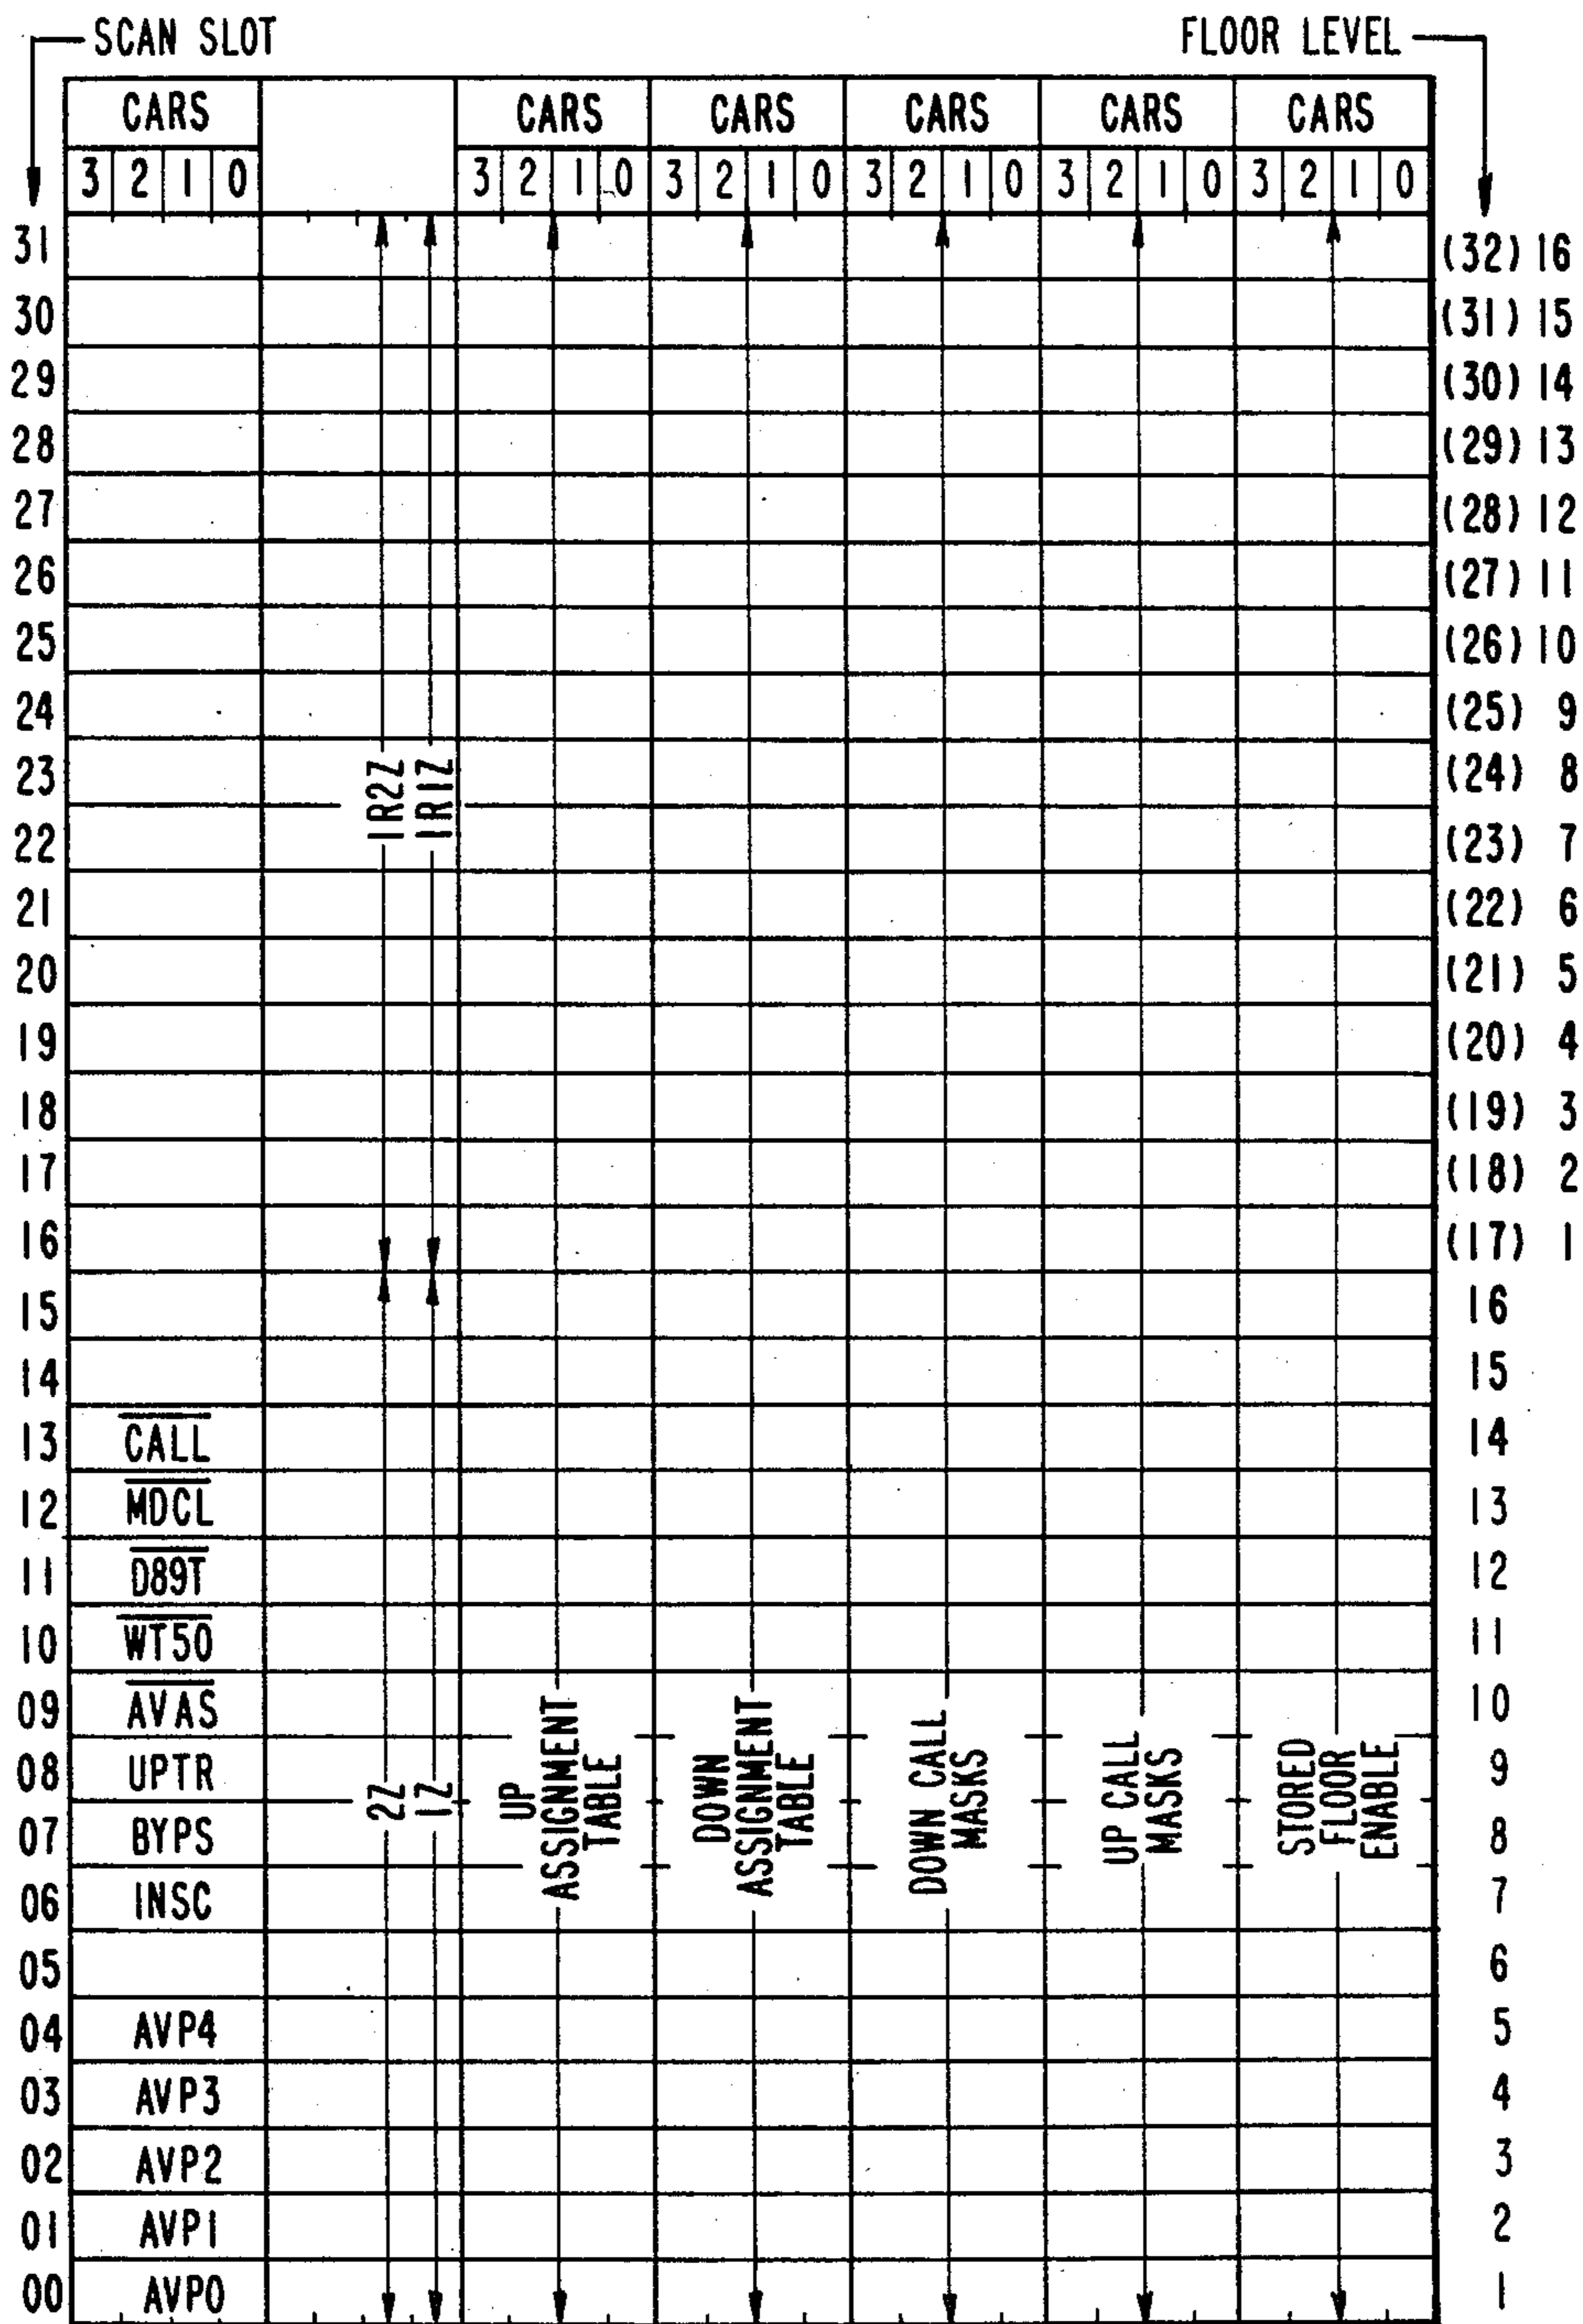 SCAN SLOT FLOOR LEVEL
CARS CARS CARS CARS CARS CARS
3 2 1 0 3 2 1 0 3 2 1 0 3 2 1 0 3 2 1 0 3 2 1 0
31 (32) 16
30 (31) 15
29 (30) 14
28 (29) 13
27 (28) 12
26 (27) 11
25 (26) 10
24 (25) 9
23 (24) 8
22 (23) 7
21 (22) 6
20 (21) 5
19 (20) 4
18 (19) 3
17 (18) 2
16 (17) 1
15 16
14 15
13 CALL 14
12 MDCL 13
11 D89T 12
10 WT50 11
09 AVAS 10
08 UPTR 9
07 BYPS 8
06 INSC 7
05 6
04 AVP4 5
03 AVP3 4
02 AVP2 3
01 AVP1 2
00 AVP0 1
1R2Z
1R1Z
2Z
1Z
UP
ASSIGNMENT
TABLE
DOWN
ASSIGNMENT
TABLE
DOWN CALL
MASKS
UP CALL
MASKS
STORED
FLOOR
ENABLE